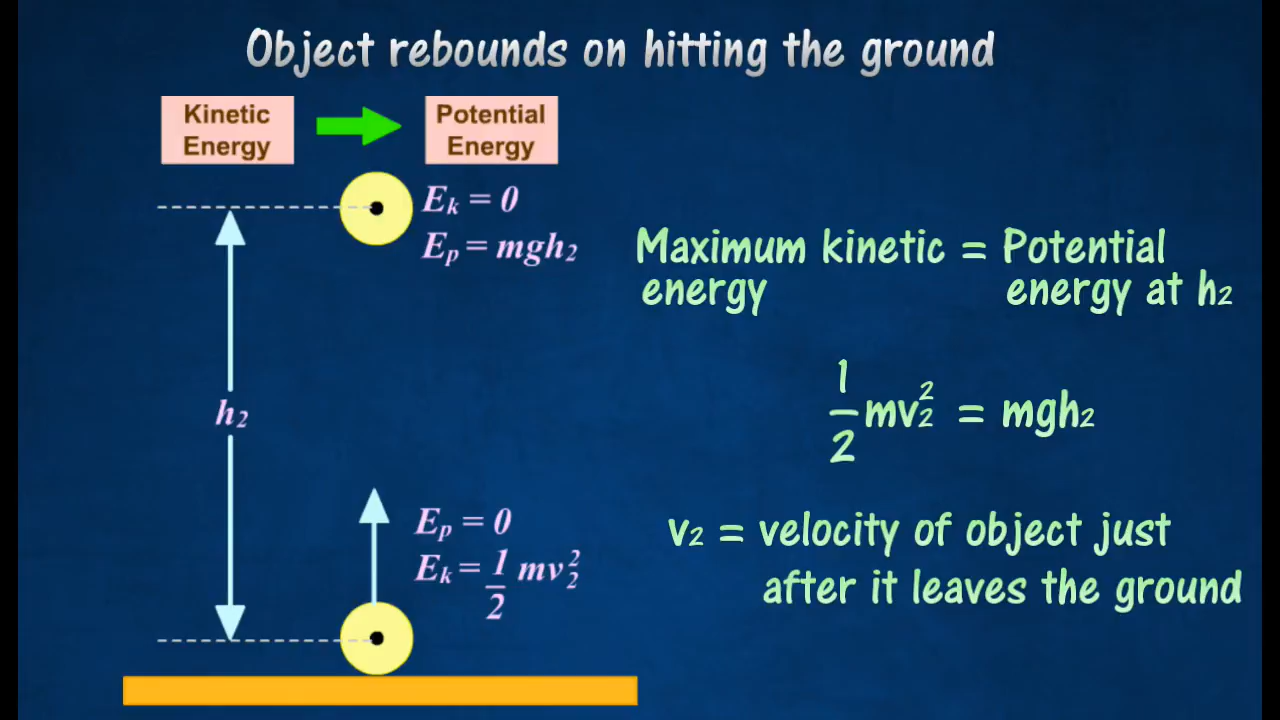 Object rebounds on hitting the ground
Kinetic Energy
Potential Energy
Eₖ = 0
Eₚ = mgh₂
h₂
Eₚ = 0
Eₖ = 1/2 mv₂²
Maximum kinetic = Potential
energy energy at h₂
1/2 mv₂² = mgh₂
v₂ = velocity of object just
after it leaves the ground